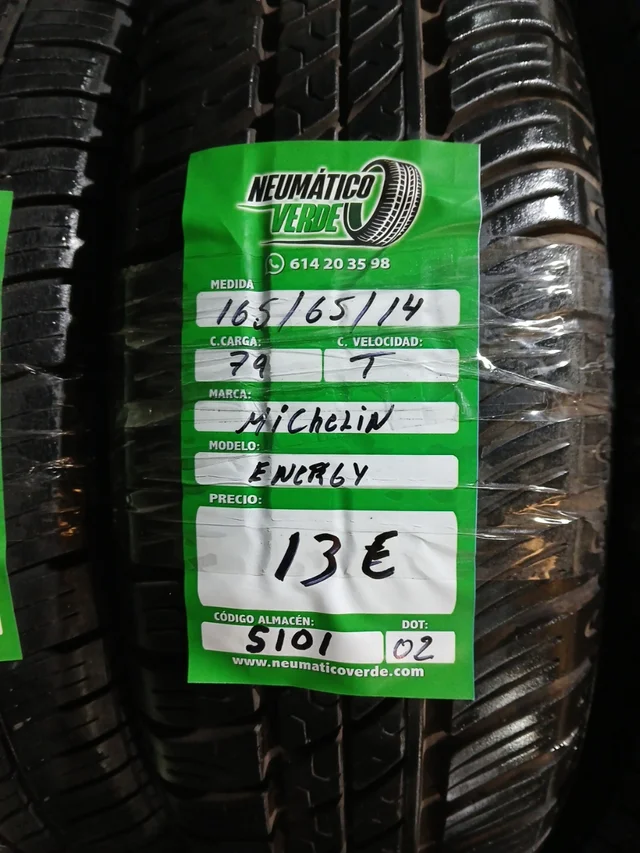 NEUMÁTICO
VERDE
614 20 35 98
MEDIDA
165/65/14
C.CARGA: C. VELOCIDAD:
79 T
MARCA:
MICHELIN
MODELO:
ENERGY
PRECIO:
13 €
CÓDIGO ALMACÉN: DOT:
5101 02
www.neumaticoverde.com